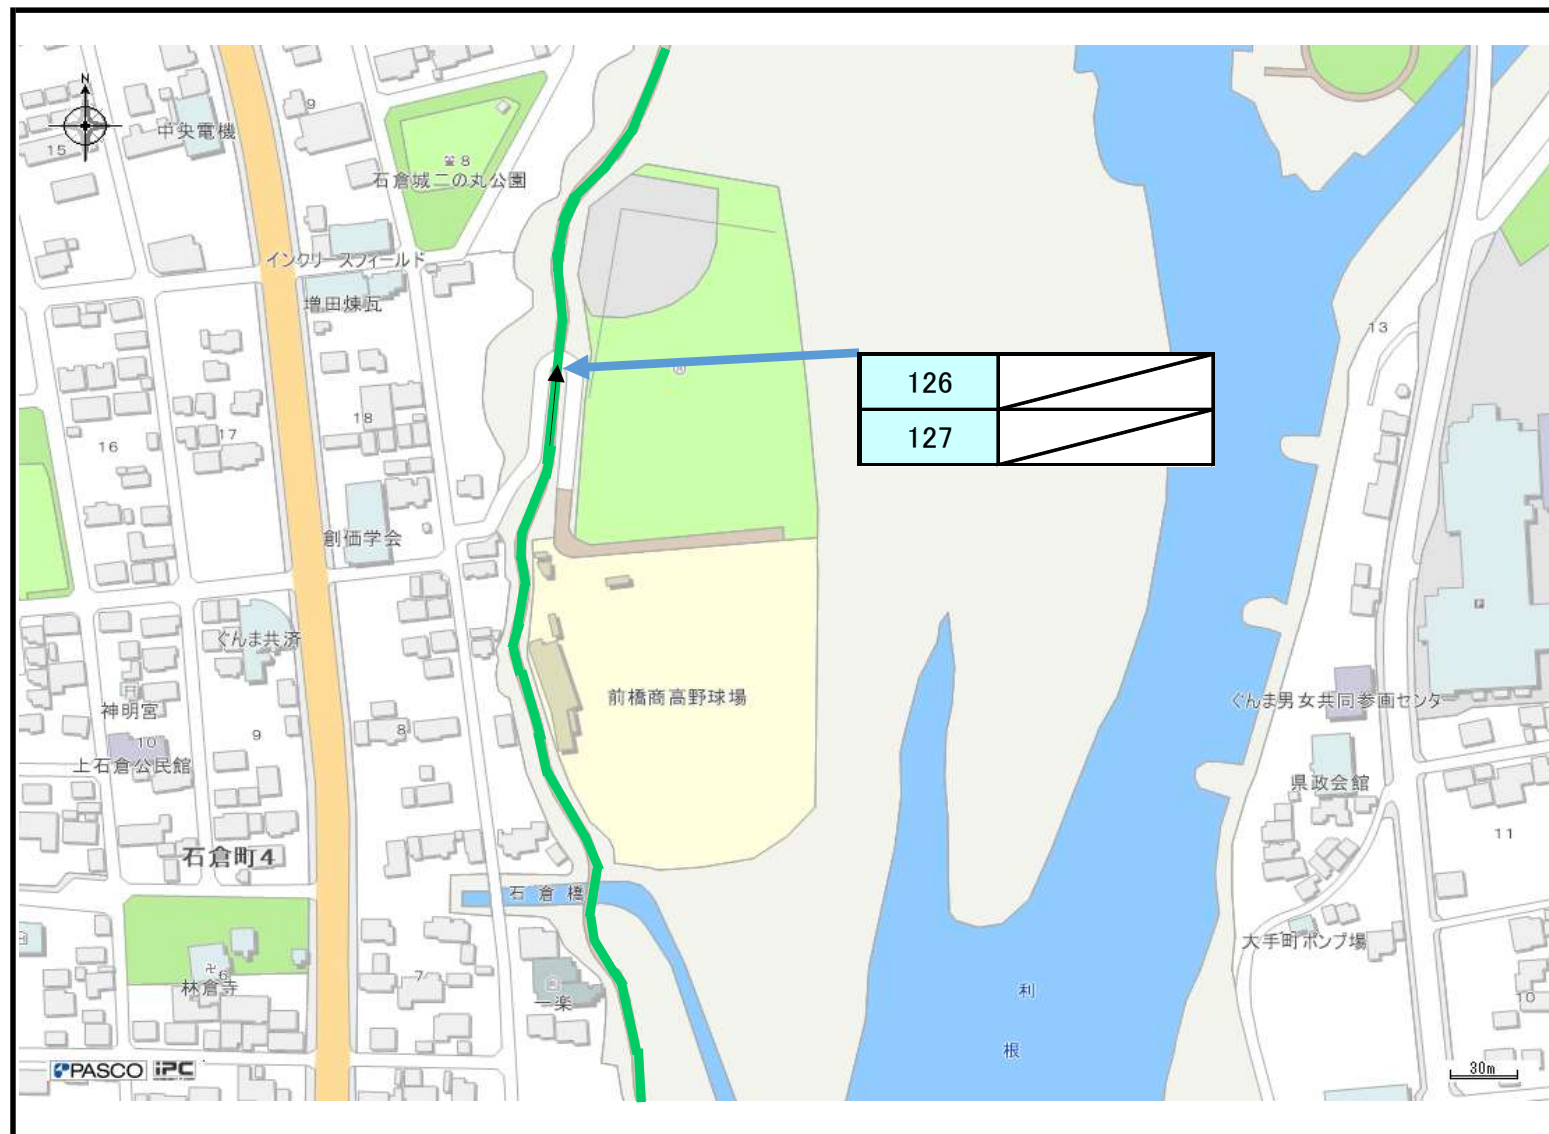 N
中央電機
9
15
8
石倉城二の丸公園
インクリースフィールド
増田煉瓦
13
126
127
18
17
16
創価学会
P
ぐんま共済
前橋商高野球場
ぐんま男女共同参画センター
神明宮
9
8
10
上石倉公民館
県政会館
11
石倉町4
石倉橋
大手町ポンプ場
卍6
7
林倉寺
一楽
利
根
10
PASCO iPC
30m